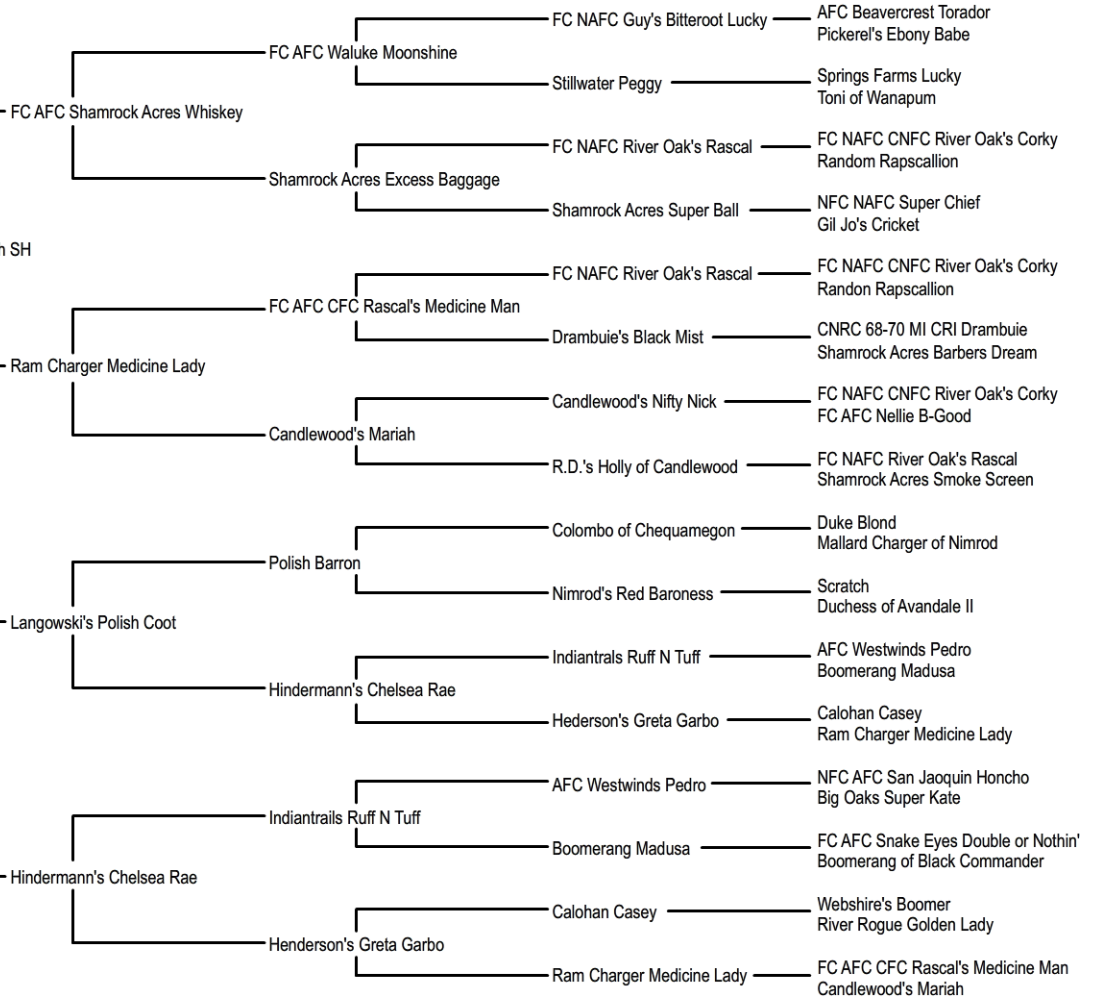 FC NAFC Guy's Bitteroot Lucky
AFC Beavercrest Torador
Pickerel's Ebony Babe
FC AFC Waluke Moonshine
Stillwater Peggy
Springs Farms Lucky
Toni of Wanapum
FC AFC Shamrock Acres Whiskey
FC NAFC River Oak's Rascal
FC NAFC CNFC River Oak's Corky
Random Rapscallion
Shamrock Acres Excess Baggage
Shamrock Acres Super Ball
NFC NAFC Super Chief
Gil Jo's Cricket
h SH
FC NAFC River Oak's Rascal
FC NAFC CNFC River Oak's Corky
Randon Rapscallion
FC AFC CFC Rascal's Medicine Man
Drambuie's Black Mist
CNRC 68-70 MI CRI Drambuie
Shamrock Acres Barbers Dream
Ram Charger Medicine Lady
Candlewood's Nifty Nick
FC NAFC CNFC River Oak's Corky
FC AFC Nellie B-Good
Candlewood's Mariah
R.D.'s Holly of Candlewood
FC NAFC River Oak's Rascal
Shamrock Acres Smoke Screen
Colombo of Chequamegon
Duke Blond
Mallard Charger of Nimrod
Polish Barron
Nimrod's Red Baroness
Scratch
Duchess of Avandale II
Langowski's Polish Coot
Indiantrals Ruff N Tuff
AFC Westwinds Pedro
Boomerang Madusa
Hindermann's Chelsea Rae
Hederson's Greta Garbo
Calohan Casey
Ram Charger Medicine Lady
AFC Westwinds Pedro
NFC AFC San Jaoquin Honcho
Big Oaks Super Kate
Indiantrails Ruff N Tuff
Boomerang Madusa
FC AFC Snake Eyes Double or Nothin'
Boomerang of Black Commander
Hindermann's Chelsea Rae
Calohan Casey
Webshire's Boomer
River Rogue Golden Lady
Henderson's Greta Garbo
Ram Charger Medicine Lady
FC AFC CFC Rascal's Medicine Man
Candlewood's Mariah